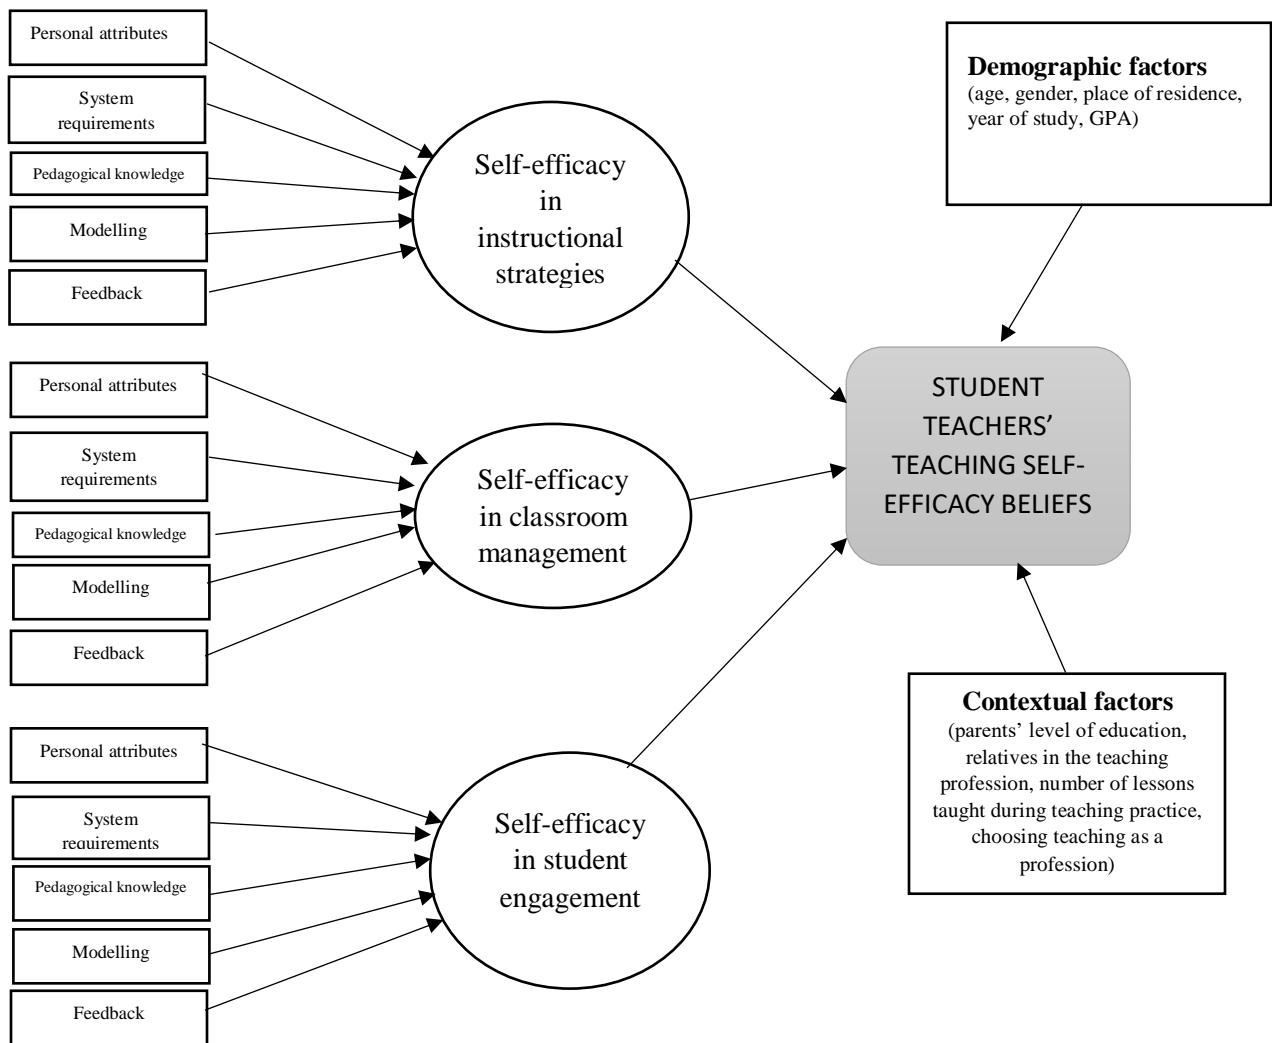 Personal attributes
System
requirements
Pedagogical knowledge
Modelling
Feedback
Self-efficacy
in
instructional
strategies
Demographic factors
(age, gender, place of residence,
year of study, GPA)
Personal attributes
System
requirements
Pedagogical knowledge
Modelling
Feedback
Self-efficacy
in classroom
management
STUDENT
TEACHERS’
TEACHING SELF-
EFFICACY BELIEFS
Personal attributes
System
requirements
Pedagogical knowledge
Modelling
Feedback
Self-efficacy
in student
engagement
Contextual factors
(parents’ level of education,
relatives in the teaching
profession, number of lessons
taught during teaching practice,
choosing teaching as a
profession)